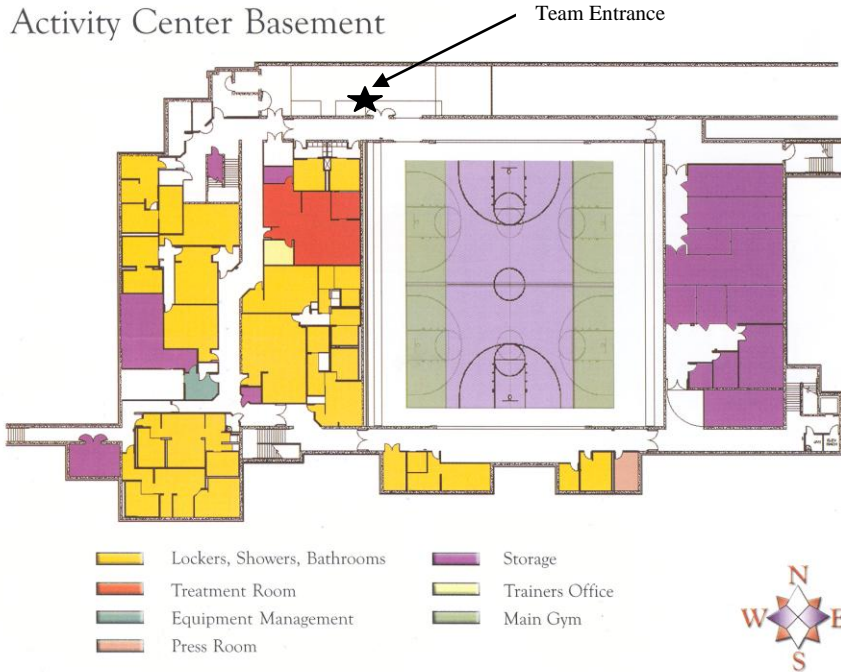 Activity Center Basement
Team Entrance
Lockers, Showers, Bathrooms
Storage
Treatment Room
Trainers Office
Equipment Management
Main Gym
Press Room
N
W E
S